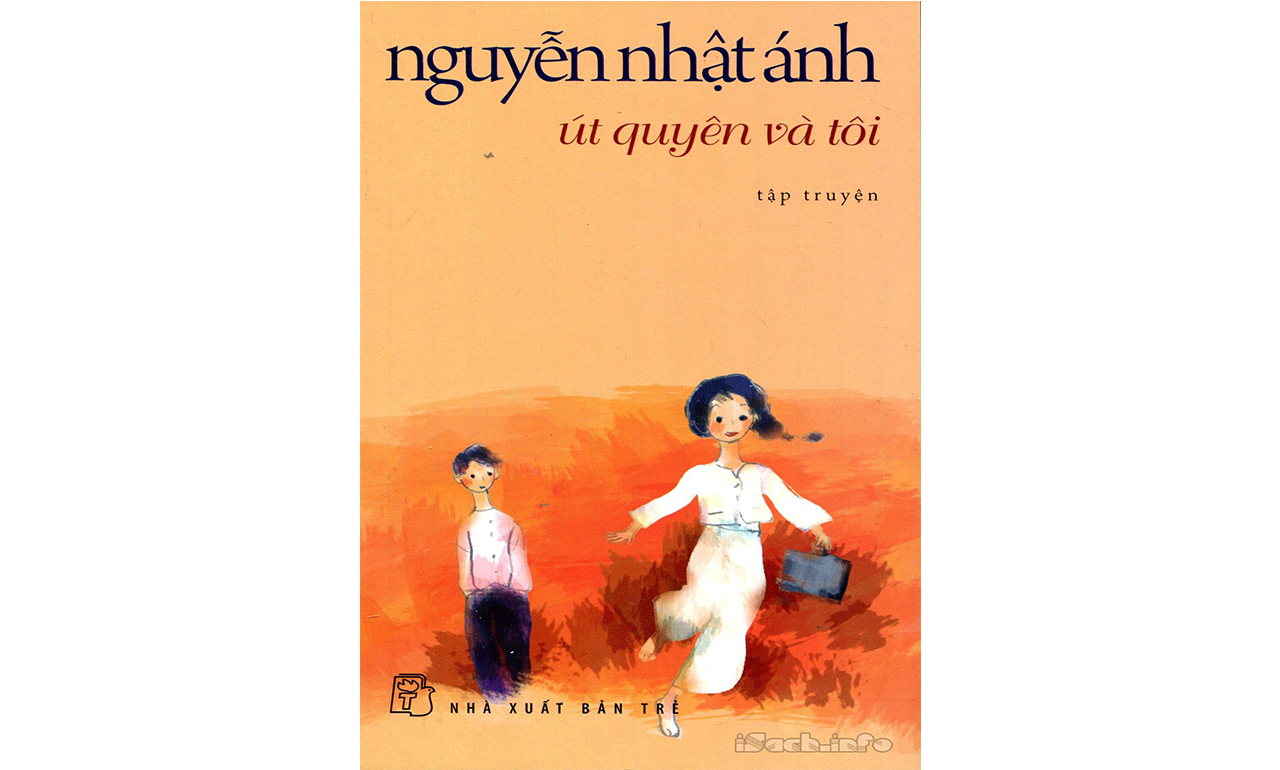 nguyễn nhật ánh
út quyên và tôi
tập truyện
T
NHÀ XUẤT BẢN TRẺ
iSach.info